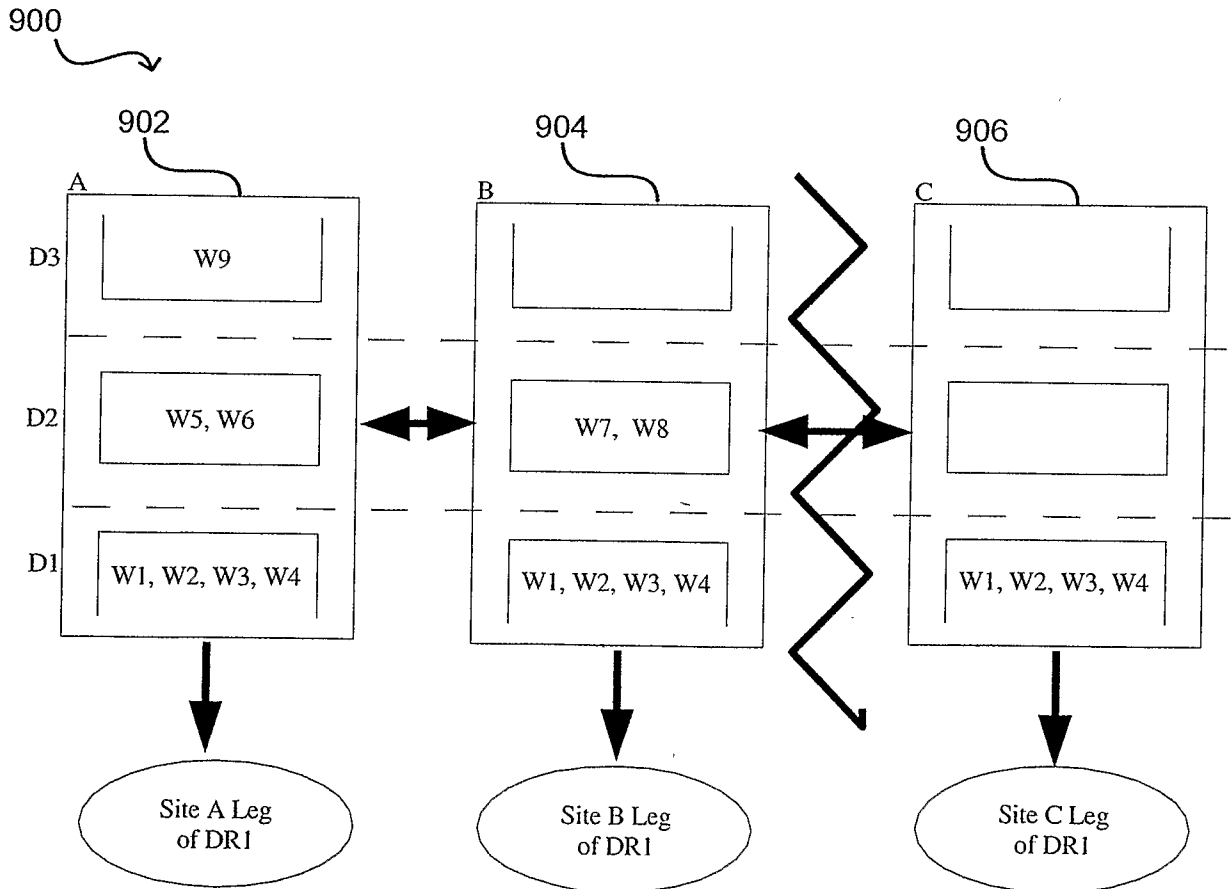 900
902
904
906
A
B
C
D3
W9
D2
W5, W6
W7, W8
D1
W1, W2, W3, W4
W1, W2, W3, W4
W1, W2, W3, W4
Site A Leg
of DR1
Site B Leg
of DR1
Site C Leg
of DR1